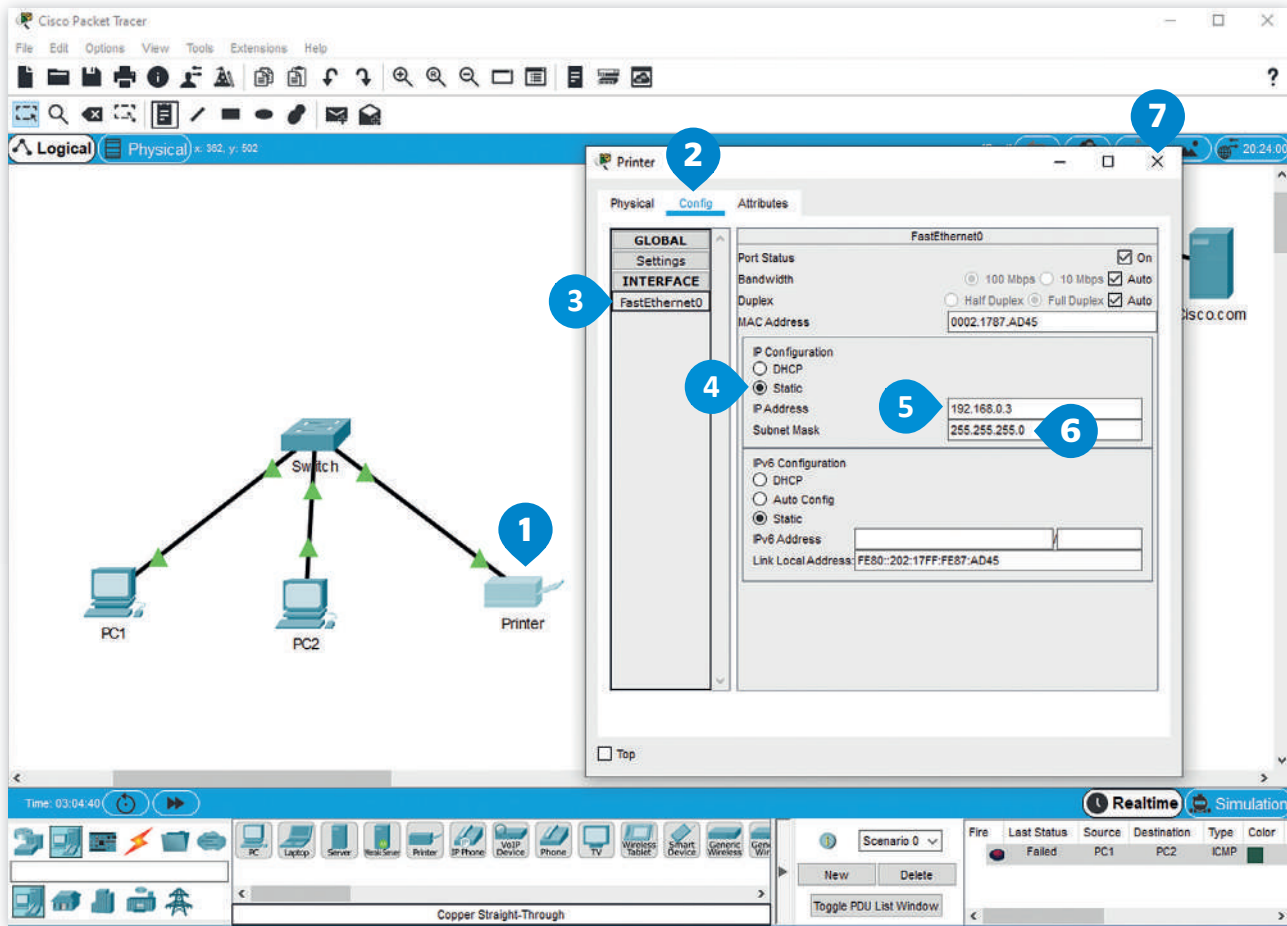 Cisco Packet Tracer
File Edit Options View Tools Extensions Help
?
Logical Physical x: 362, y: 502
20:24:00
7
Printer
2
Physical Config Attributes
GLOBAL
Settings
INTERFACE
3
FastEthernet0
FastEthernet0
Port Status On
Bandwidth 100 Mbps 10 Mbps Auto
Duplex Half Duplex Full Duplex Auto
MAC Address 0002.1787.AD45
IP Configuration
DHCP
4
Static
IP Address 5 192.168.0.3
Subnet Mask 255.255.255.0 6
IPv6 Configuration
DHCP
Auto Config
Static
IPv6 Address /
Link Local Address: FE80::202:17FF:FE87:AD45
Top
Cisco.com
Switch
1
PC1
PC2
Printer
Time: 03:04:40
Realtime Simulation
PC Laptop Server Printer IP Phone VoIP Device Phone TV Wireless Tablet Smart Device Generic Wireless
Copper Straight-Through
Scenario 0
New Delete
Toggle PDU List Window
Fire Last Status Source Destination Type Color
Failed PC1 PC2 ICMP